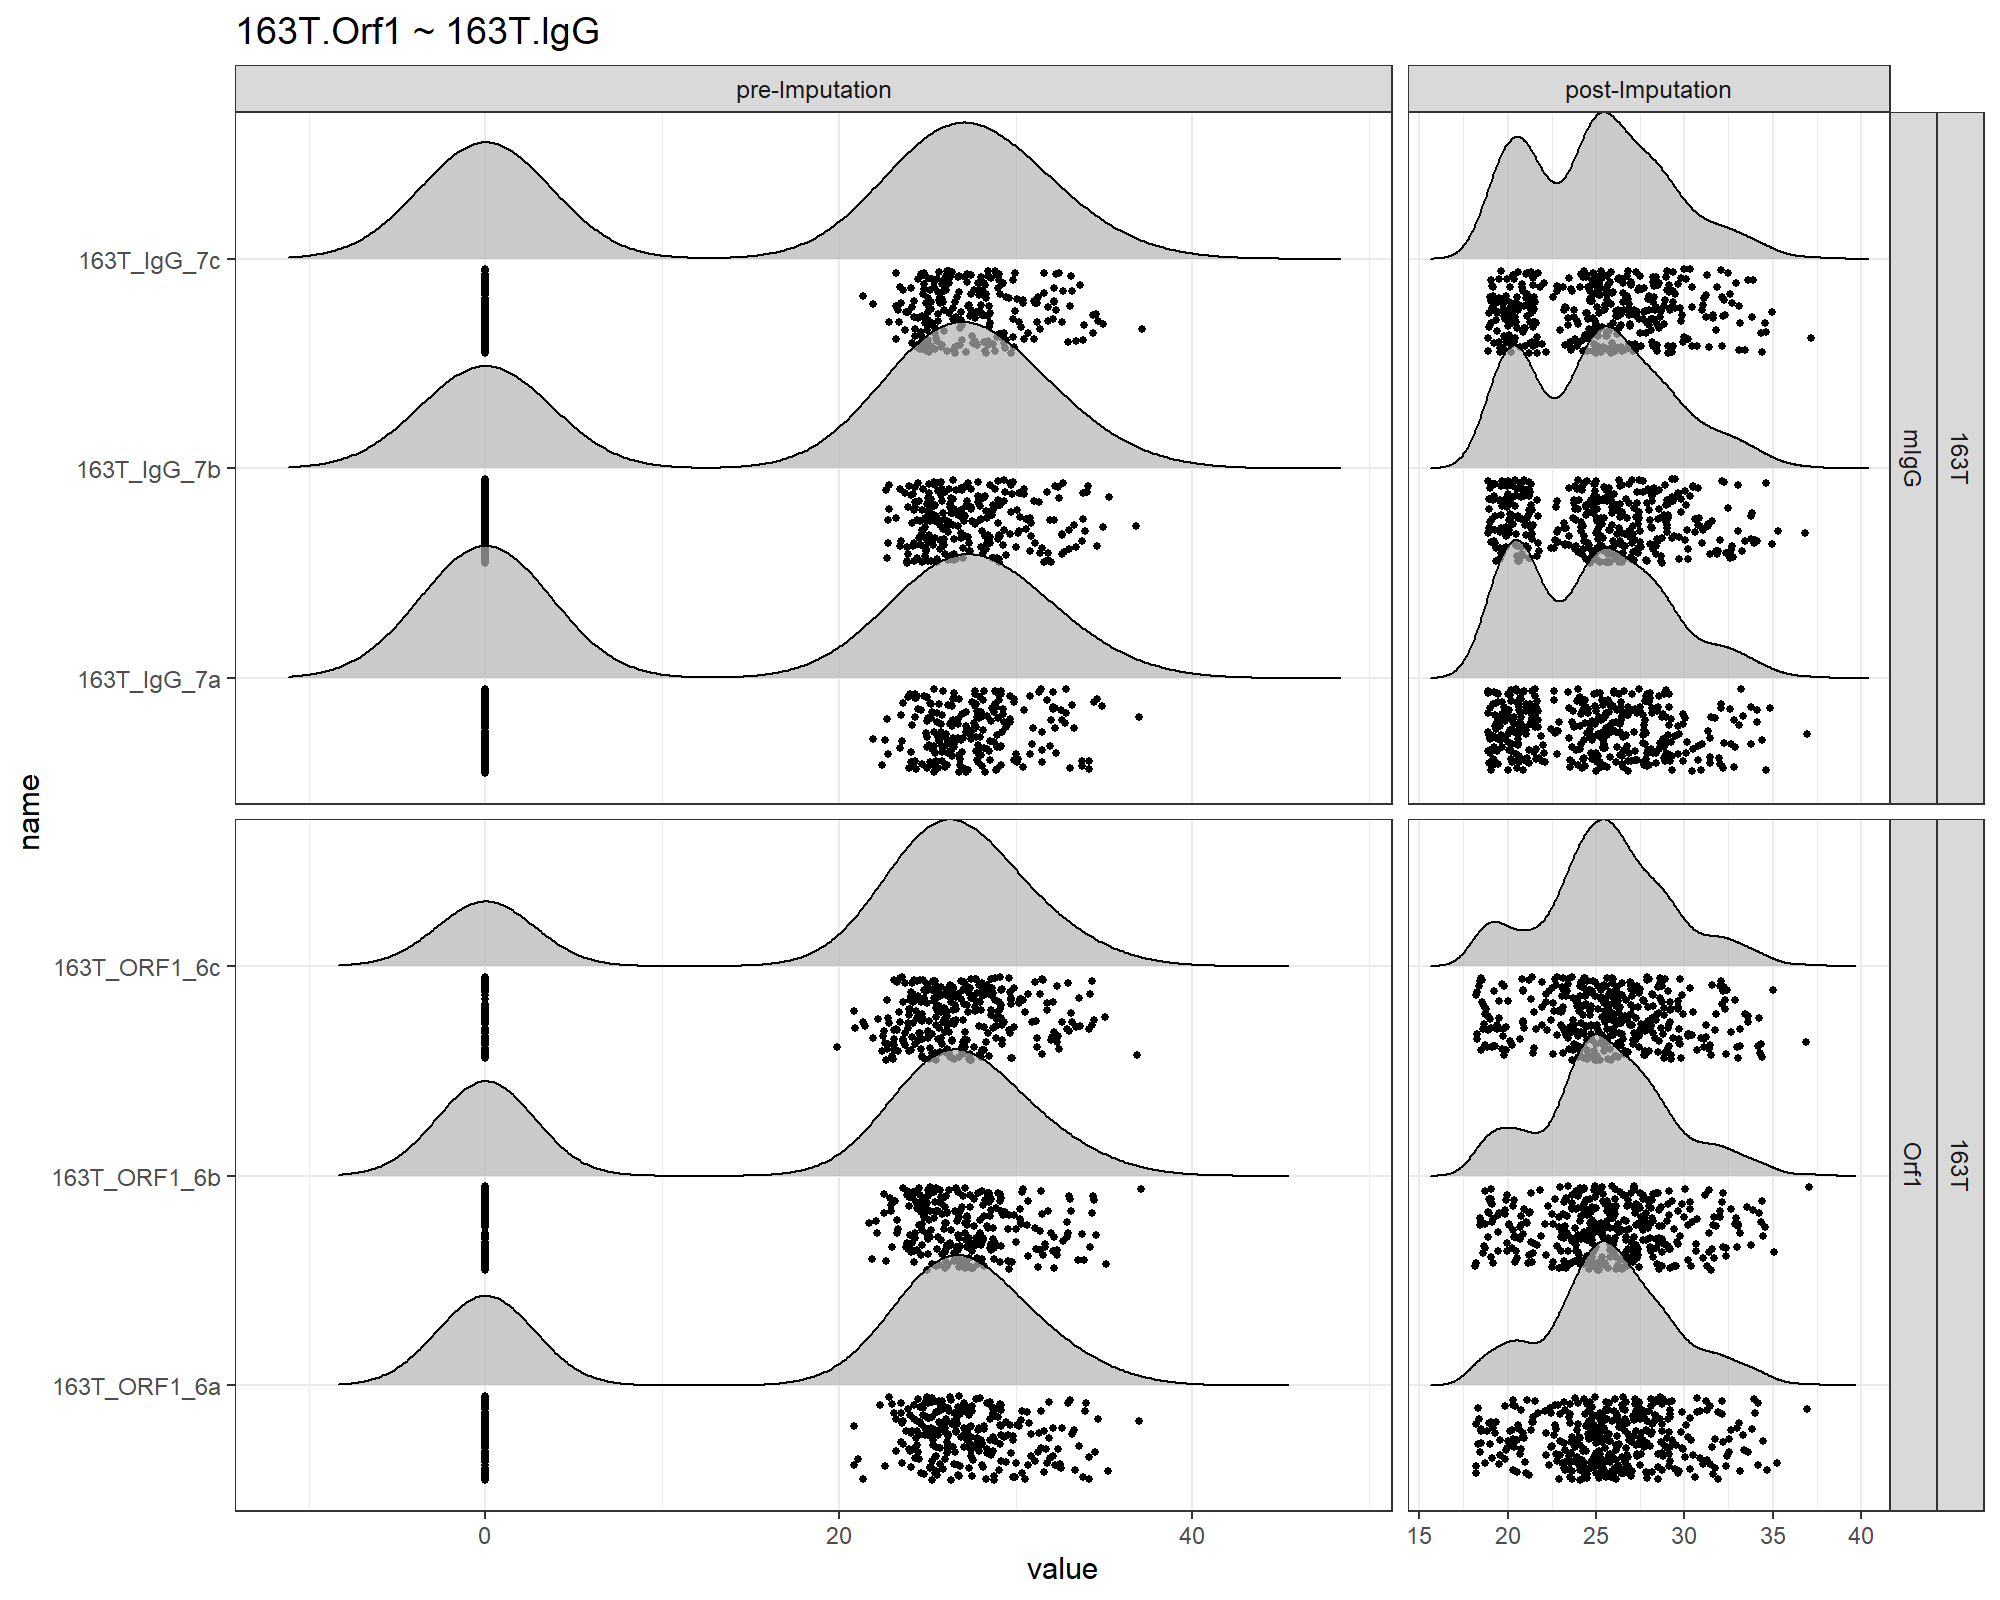 163T.Orf1 ~ 163T.IgG
pre-Imputation
post-Imputation
163T_IgG_7c
163T_IgG_7b
163T_IgG_7a
mIgG
163T
name
163T_ORF1_6c
163T_ORF1_6b
163T_ORF1_6a
Orf1
163T
0 20 40
15 20 25 30 35 40
value